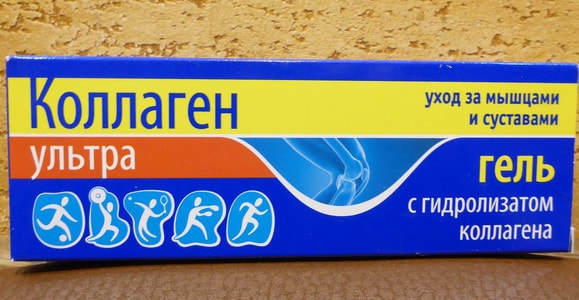 Коллаген
ультра
уход за мышцами
и суставами
гель
с гидролизатом
коллагена